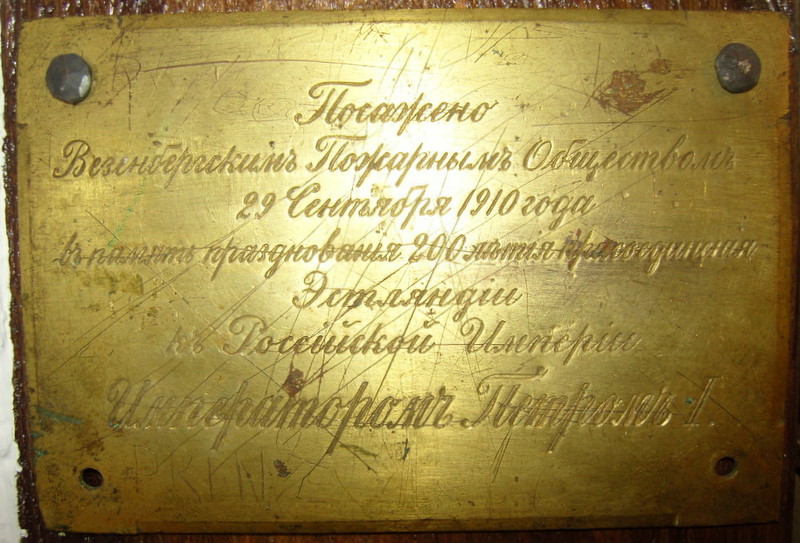 Посажено
Везенбергскимъ Пожарнымъ Обществомъ
29 Сентября 1910 года
въ память празднованія 200 лѣтія присоединенія
Эстляндіи
къ Россійской Имперіи
Императоромъ Петромъ I.